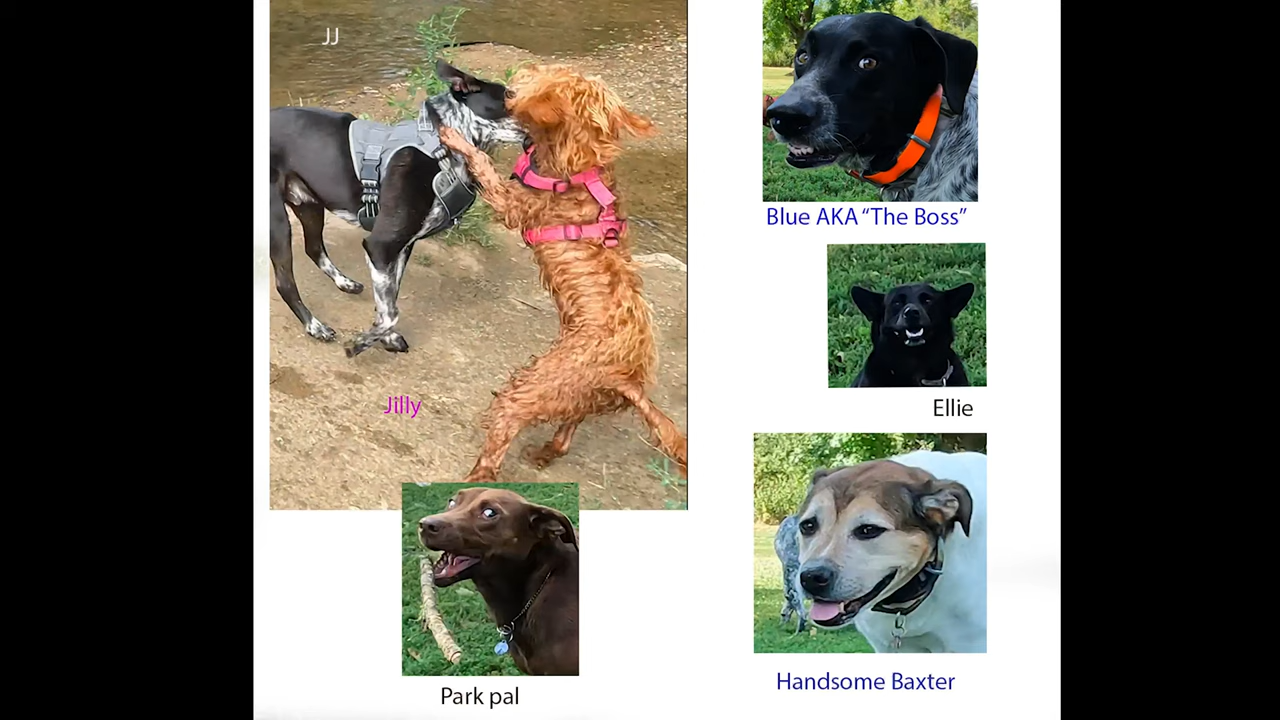 JJ
Blue AKA “The Boss”
Ellie
Jilly
Handsome Baxter
Park pal